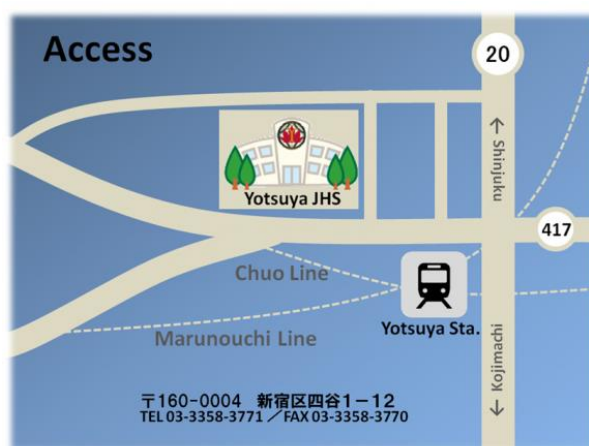 Access
20
← Shinjuku
Yotsuya JHS
417
Chuo Line
Yotsuya Sta.
Marunouchi Line
← Kojimachi
〒160-0004 新宿区四谷1-12
TEL 03-3358-3771 ／FAX 03-3358-3770